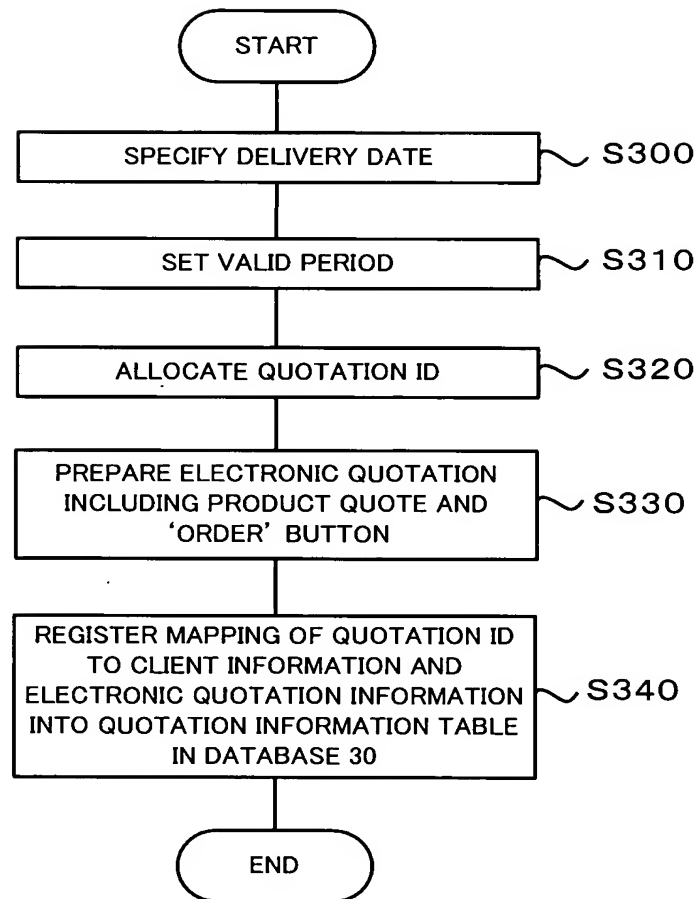 START
SPECIFY DELIVERY DATE
S300
SET VALID PERIOD
S310
ALLOCATE QUOTATION ID
S320
PREPARE ELECTRONIC QUOTATION
INCLUDING PRODUCT QUOTE AND
‘ORDER’ BUTTON
S330
REGISTER MAPPING OF QUOTATION ID
TO CLIENT INFORMATION AND
ELECTRONIC QUOTATION INFORMATION
INTO QUOTATION INFORMATION TABLE
IN DATABASE 30
S340
END